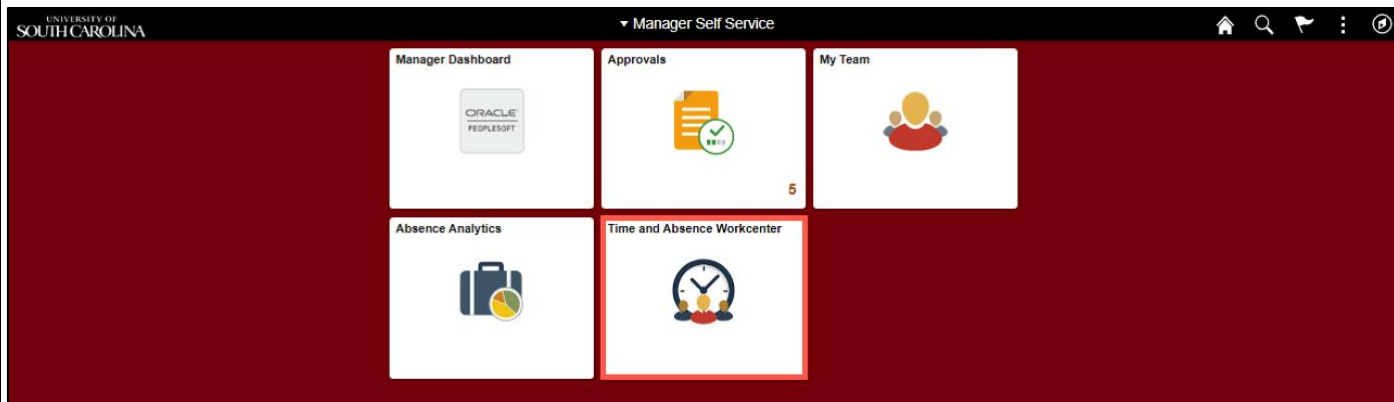 UNIVERSITY OF
SOUTH CAROLINA
Manager Self Service
Manager Dashboard
ORACLE
PEOPLESOFT
Approvals
5
My Team
Absence Analytics
Time and Absence Workcenter